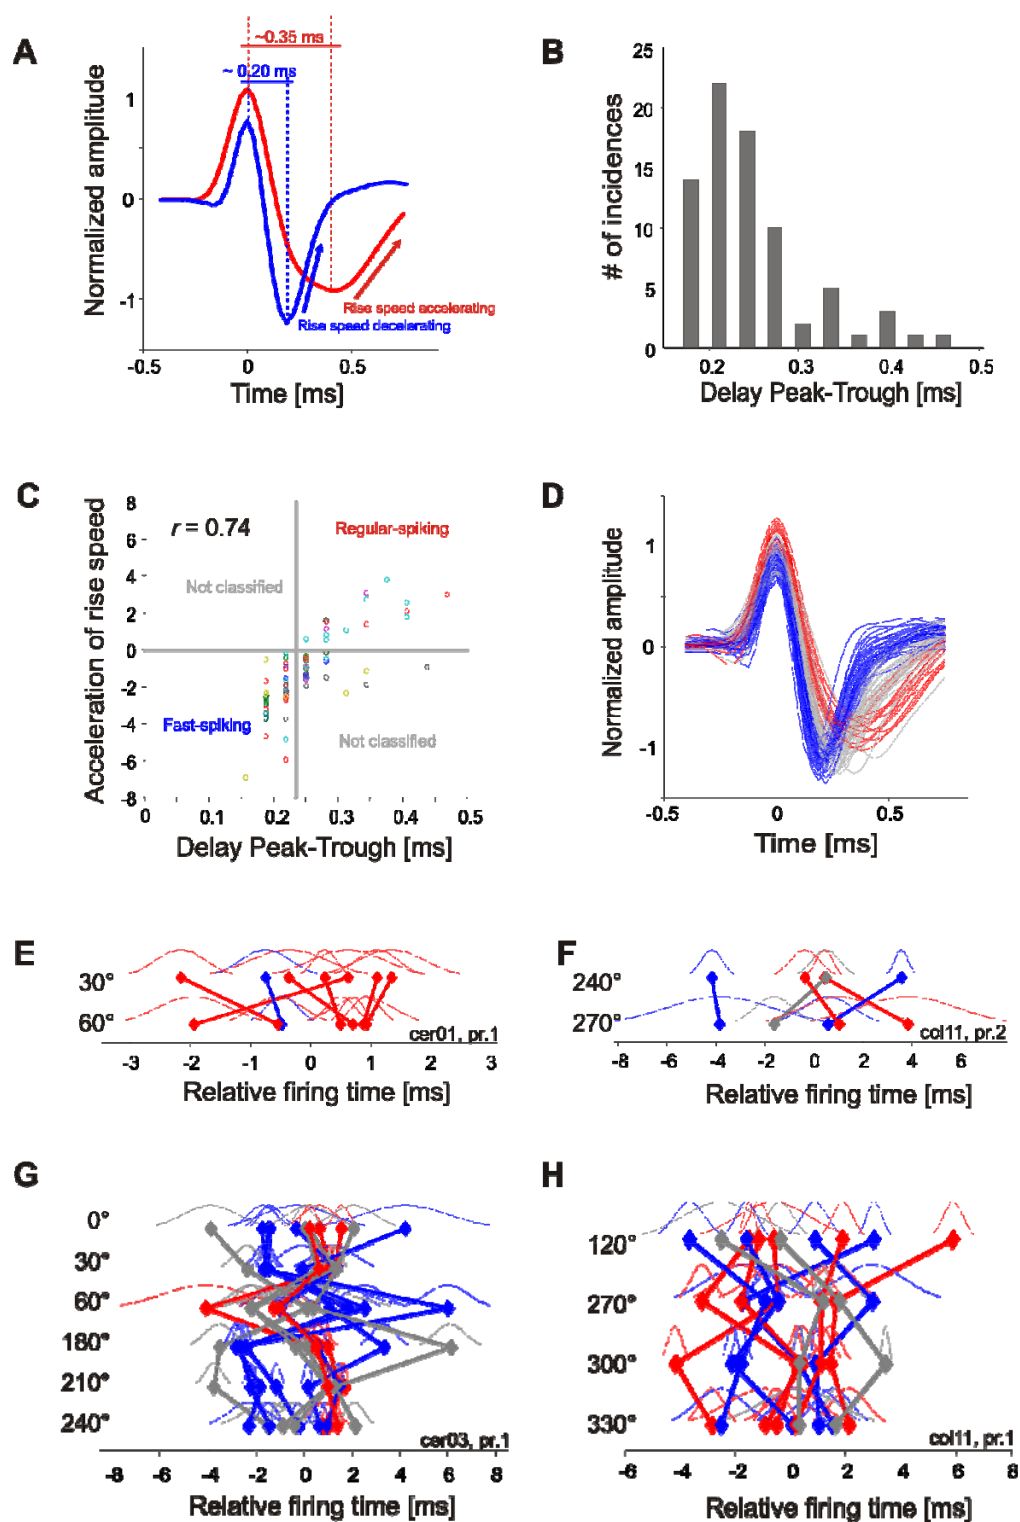 A
~0.35 ms
~ 0.20 ms
Normalized amplitude
1
0
-1
Rise speed accelerating
Rise speed decelerating
-0.5
0
0.5
Time [ms]
B
# of incidences
25
20
15
10
5
0
0.2
0.3
0.4
0.5
Delay Peak-Trough [ms]
C
Acceleration of rise speed
8
6
4
2
0
-2
-4
-6
-8
r = 0.74
Regular-spiking
Not classified
Fast-spiking
Not classified
0
0.1
0.2
0.3
0.4
0.5
Delay Peak-Trough [ms]
D
Normalized amplitude
1
0
-1
-0.5
0
0.5
Time [ms]
E
30°
60°
cer01, pr.1
-3
-2
-1
0
1
2
3
Relative firing time [ms]
F
240°
270°
col11, pr.2
-8
-6
-4
-2
0
2
4
6
Relative firing time [ms]
G
0°
30°
60°
180°
210°
240°
cer03, pr.1
-8
-6
-4
-2
0
2
4
6
8
Relative firing time [ms]
H
120°
270°
300°
330°
col11, pr.1
-6
-4
-2
0
2
4
6
8
Relative firing time [ms]